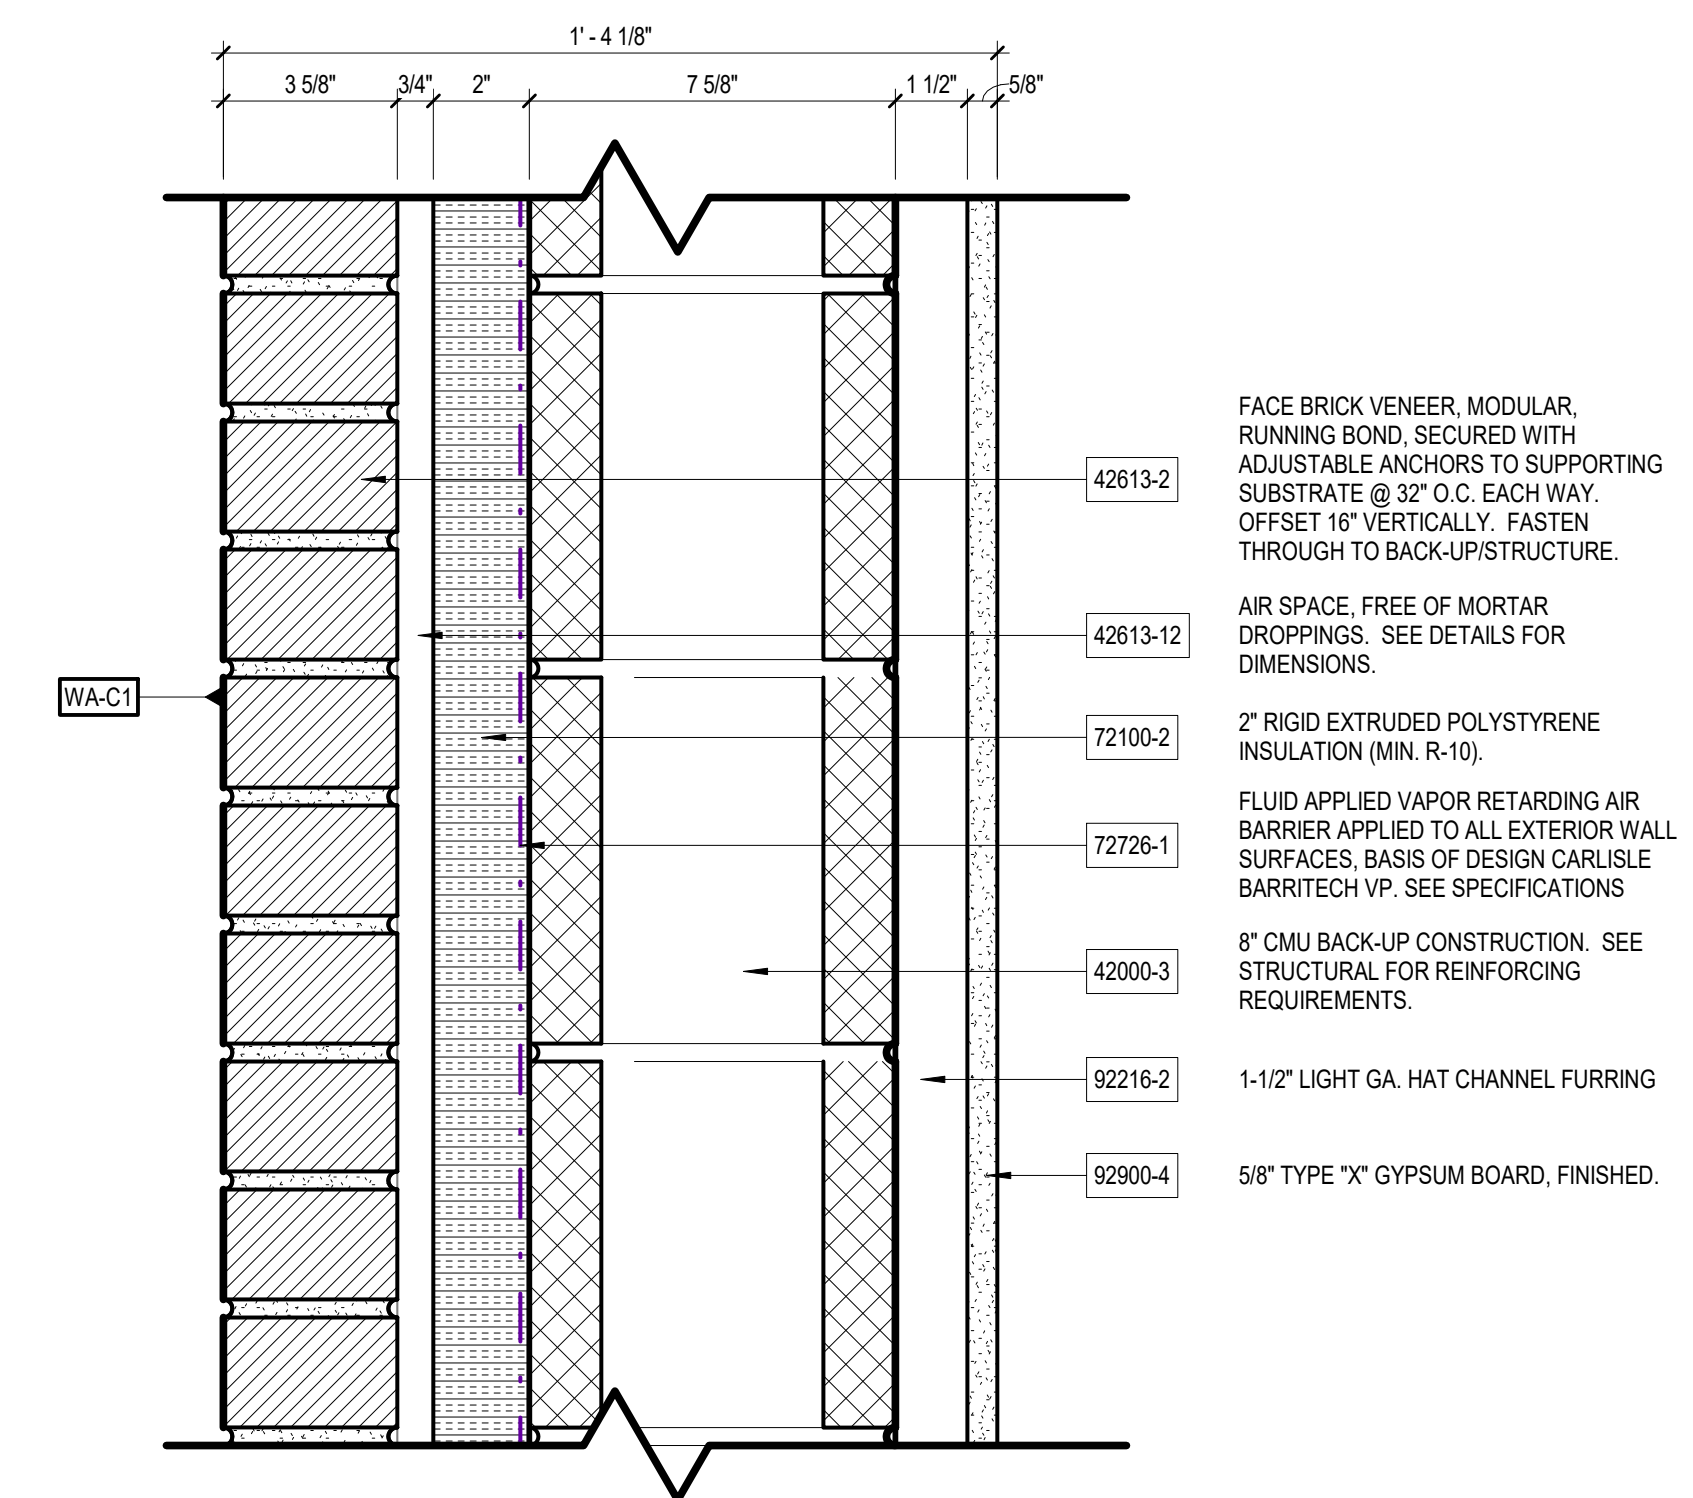 1' - 4 1/8"
3 5/8"
3/4"
2"
7 5/8"
1 1/2"
5/8"
WA-C1
42613-2
FACE BRICK VENEER, MODULAR,
RUNNING BOND, SECURED WITH
ADJUSTABLE ANCHORS TO SUPPORTING
SUBSTRATE @ 32" O.C. EACH WAY.
OFFSET 16" VERTICALLY. FASTEN
THROUGH TO BACK-UP/STRUCTURE.
42613-12
AIR SPACE, FREE OF MORTAR
DROPPINGS. SEE DETAILS FOR
DIMENSIONS.
72100-2
2" RIGID EXTRUDED POLYSTYRENE
INSULATION (MIN. R-10).
72726-1
FLUID APPLIED VAPOR RETARDING AIR
BARRIER APPLIED TO ALL EXTERIOR WALL
SURFACES, BASIS OF DESIGN CARLISLE
BARRITECH VP. SEE SPECIFICATIONS
42000-3
8" CMU BACK-UP CONSTRUCTION. SEE
STRUCTURAL FOR REINFORCING
REQUIREMENTS.
92216-2
1-1/2" LIGHT GA. HAT CHANNEL FURRING
92900-4
5/8" TYPE "X" GYPSUM BOARD, FINISHED.